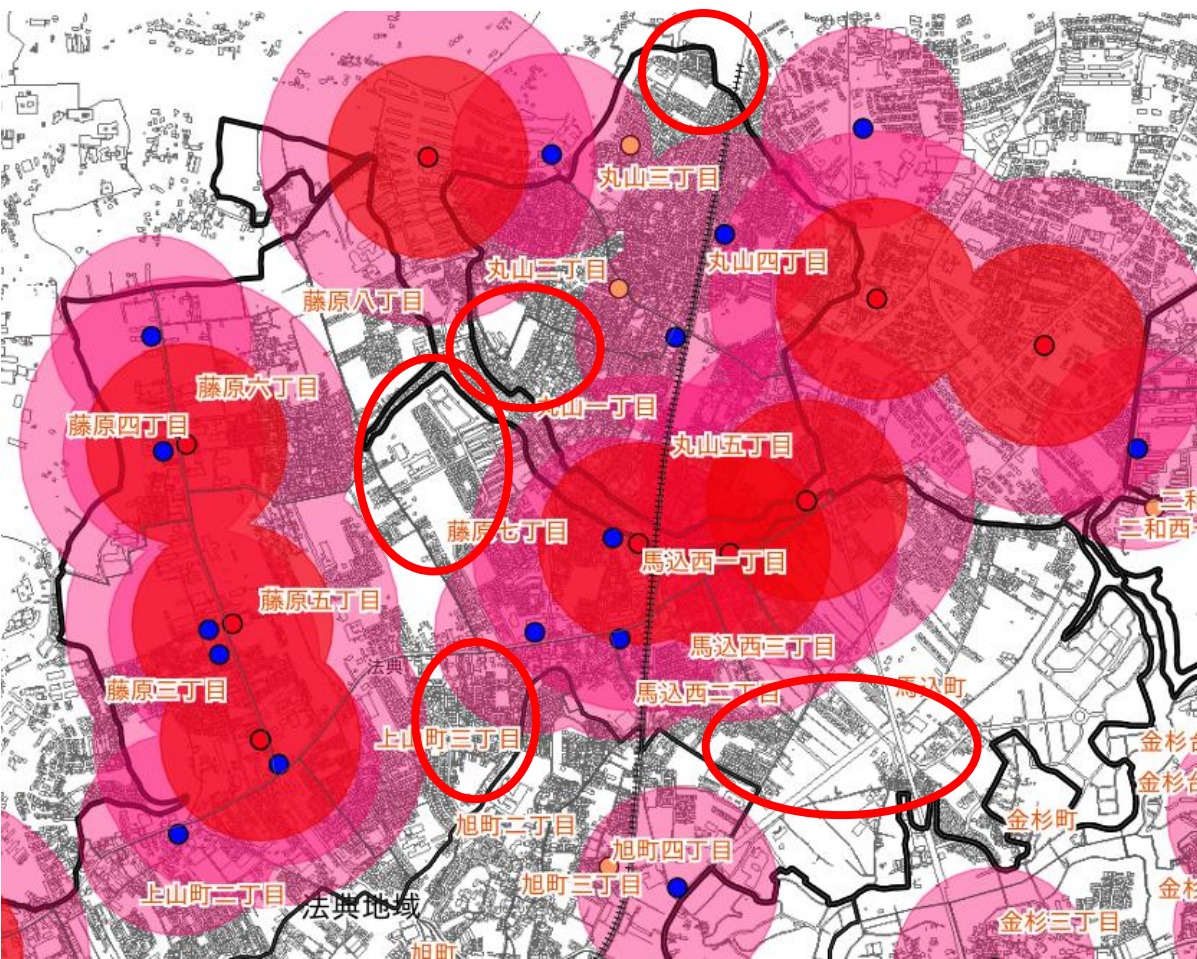 丸山三丁目
丸山四丁目
丸山二丁目
藤原八丁目
藤原六丁目
藤原四丁目
丸山一丁目
丸山五丁目
二和西
藤原七丁目
馬込西一丁目
藤原五丁目
馬込西三丁目
法典
藤原三丁目
馬込西二丁目
馬込町
上山町三丁目
金杉台
金杉台
旭町二丁目
金杉町
旭町四丁目
旭町三丁目
上山町二丁目
法典地域
金杉三丁目
旭町